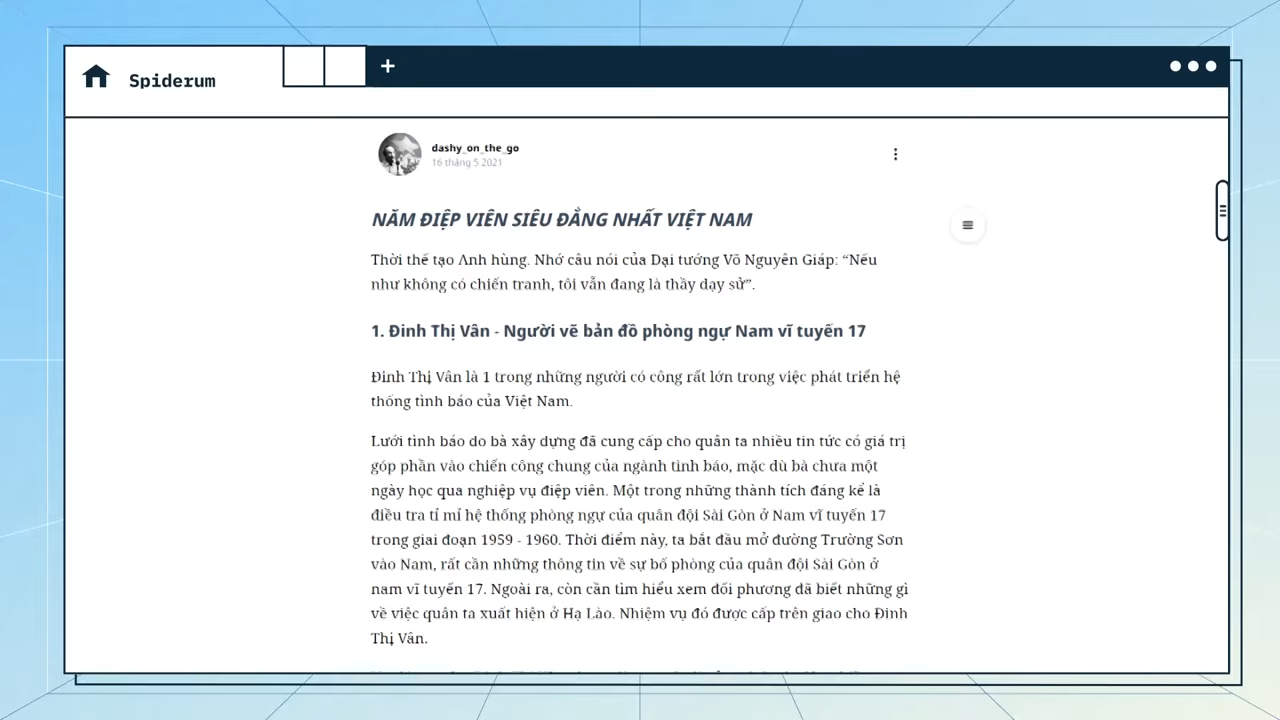 Spiderum
dashy_on_the_go
16 tháng 5 2021
NĂM ĐIỆP VIÊN SIÊU ĐẲNG NHẤT VIỆT NAM
Thời thế tạo Anh hùng. Nhớ câu nói của Đại tướng Võ Nguyên Giáp: “Nếu
như không có chiến tranh, tôi vẫn đang là thầy dạy sử”.
1. Đinh Thị Vân - Người vẽ bản đồ phòng ngự Nam vĩ tuyến 17
Đinh Thị Vân là 1 trong những người có công rất lớn trong việc phát triển hệ
thống tình báo của Việt Nam.
Lưới tình báo do bà xây dựng đã cung cấp cho quân ta nhiều tin tức có giá trị
góp phần vào chiến công chung của ngành tình báo, mặc dù bà chưa một
ngày học qua nghiệp vụ điệp viên. Một trong những thành tích đáng kể là
điều tra tỉ mỉ hệ thống phòng ngự của quân đội Sài Gòn ở Nam vĩ tuyến 17
trong giai đoạn 1959 - 1960. Thời điểm này, ta bắt đầu mở đường Trường Sơn
vào Nam, rất cần những thông tin về sự bố phòng của quân đội Sài Gòn ở
nam vĩ tuyến 17. Ngoài ra, còn cần tìm hiểu xem đối phương đã biết những gì
về việc quân ta xuất hiện ở Hạ Lào. Nhiệm vụ đó được cấp trên giao cho Đinh
Thị Vân.